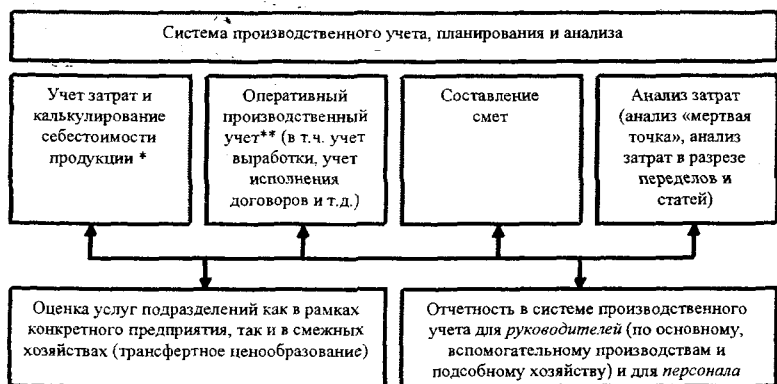 Система производственного учета, планирования и анализа
Учет затрат и
калькулирование
себестоимости
продукции *
Оперативный
производственный
учет** (в т.ч. учет
выработки, учет
исполнения
договоров и т.д.)
Составление
смет
Анализ затрат
(анализ «мертвая
точка», анализ
затрат в разрезе
переделов и
статей)
Оценка услуг подразделений как в рамках
конкретного предприятия, так и в смежных
хозяйствах (трансфертное ценообразование)
Отчетность в системе производственного
учета для руководителей (по основному,
вспомогательному производствам и
подсобному хозяйству) и для персонала